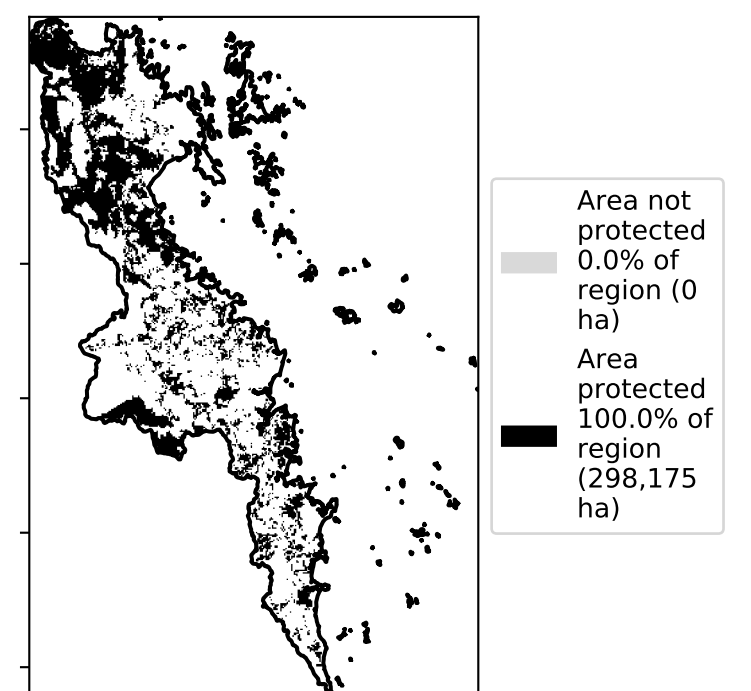 Area not
protected
0.0% of
region (0
ha)
Area
protected
100.0% of
region
(298,175
ha)